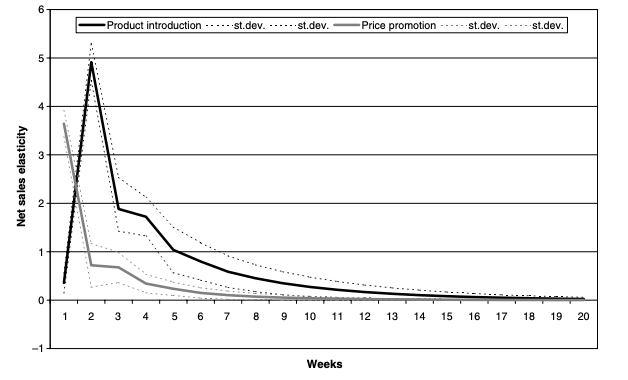 6
Product introduction st.dev. st.dev. Price promotion st.dev. st.dev.
5
4
3
2
1
0
–1
Net sales elasticity
1 2 3 4 5 6 7 8 9 10 11 12 13 14 15 16 17 18 19 20
Weeks